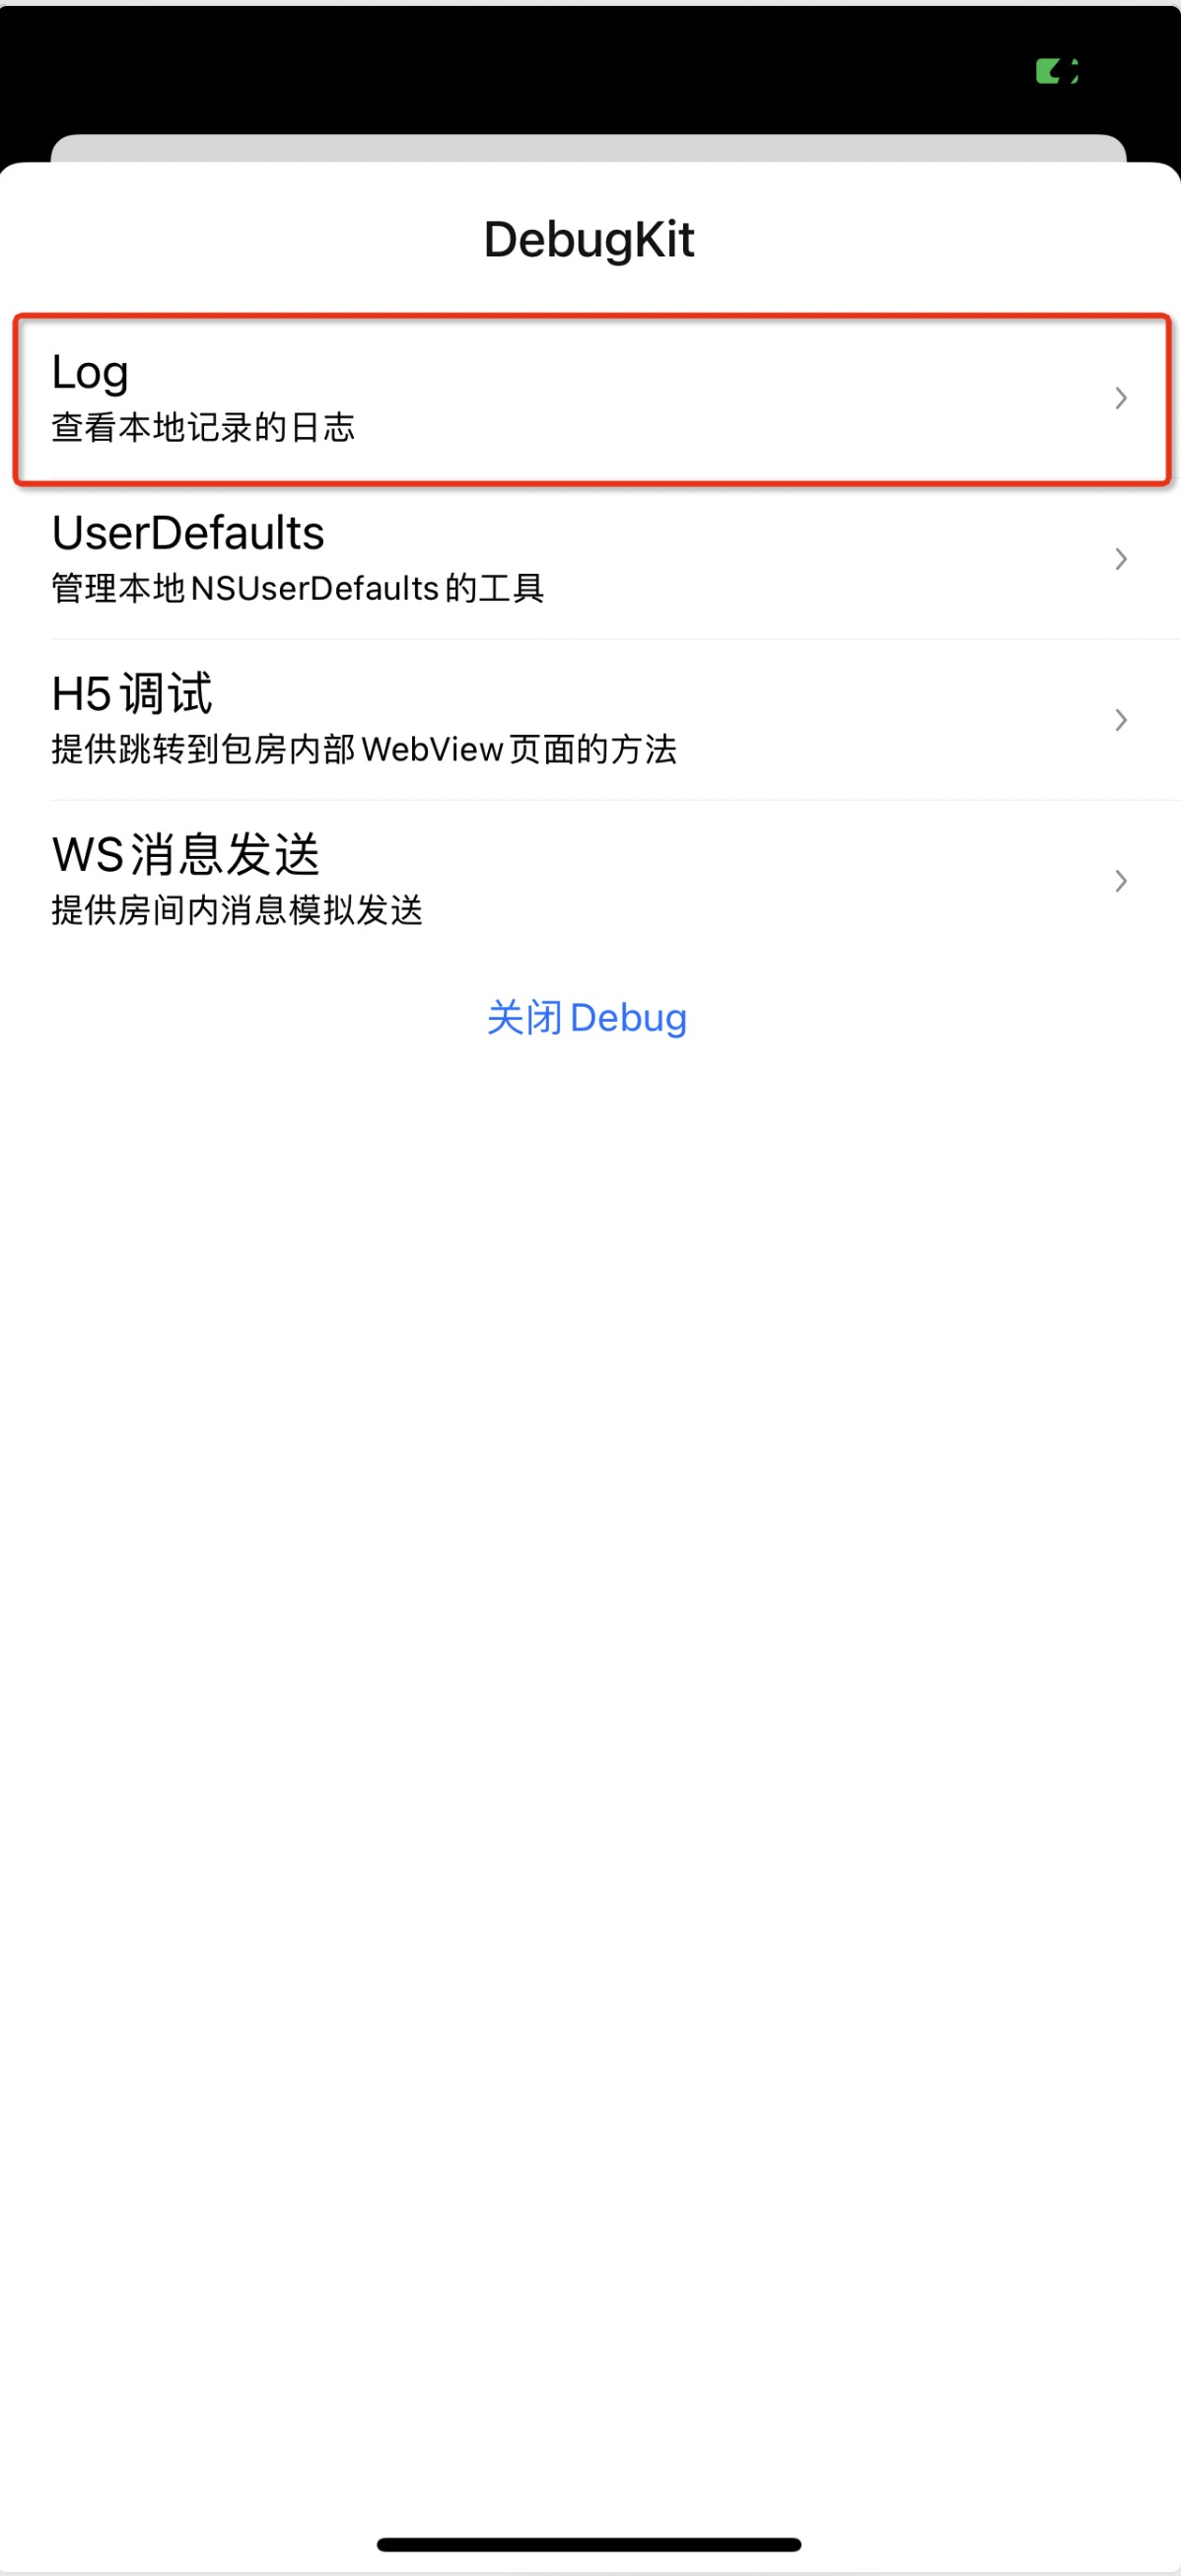 DebugKit
Log
查看本地记录的日志
UserDefaults
管理本地NSUserDefaults的工具
H5调试
提供跳转到包房内部WebView页面的方法
WS消息发送
提供房间内消息模拟发送
关闭Debug